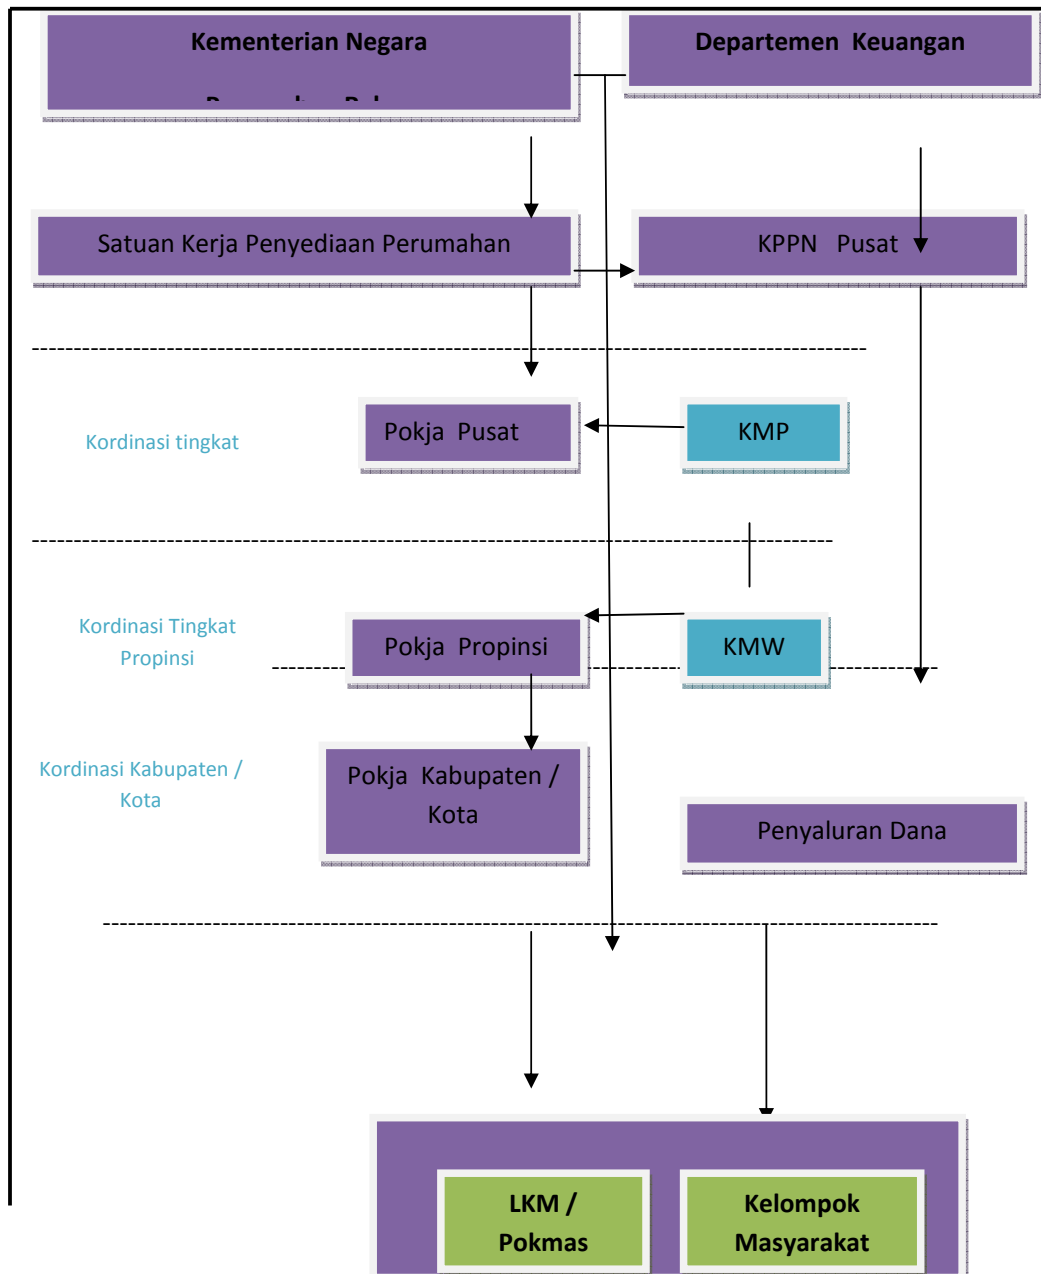 Kementerian Negara
Departemen Keuangan
Satuan Kerja Penyediaan Perumahan
KPPN Pusat
Kordinasi tingkat
Pokja Pusat
KMP
Kordinasi Tingkat
Propinsi
Pokja Propinsi
KMW
Kordinasi Kabupaten /
Kota
Pokja Kabupaten /
Kota
Penyaluran Dana
LKM /
Pokmas
Kelompok
Masyarakat